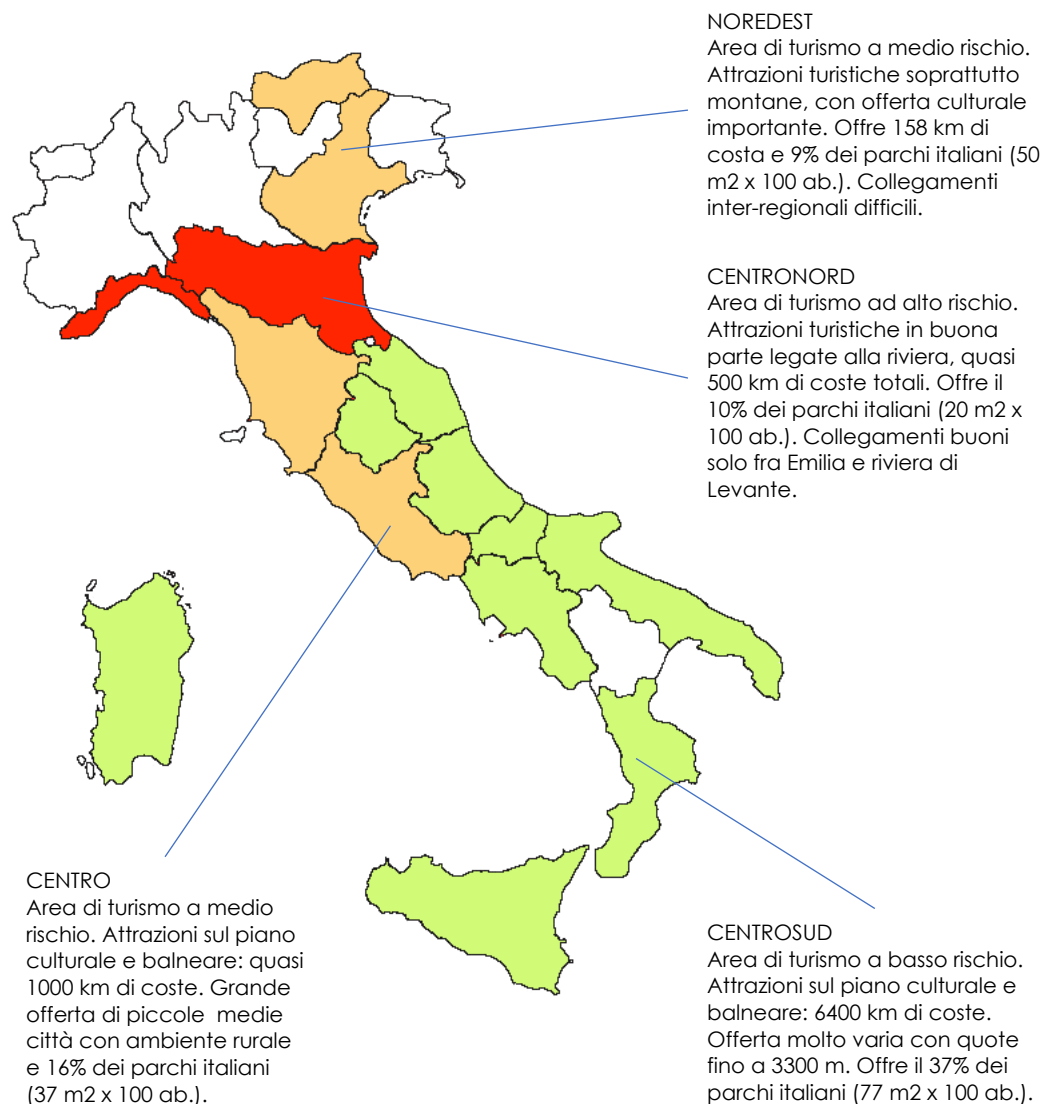 NOREDEST
Area di turismo a medio rischio.
Attrazioni turistiche soprattutto
montane, con offerta culturale
importante. Offre 158 km di
costa e 9% dei parchi italiani (50
m2 x 100 ab.). Collegamenti
inter-regionali difficili.
CENTRONORD
Area di turismo ad alto rischio.
Attrazioni turistiche in buona
parte legate alla riviera, quasi
500 km di coste totali. Offre il
10% dei parchi italiani (20 m2 x
100 ab.). Collegamenti buoni
solo fra Emilia e riviera di
Levante.
CENTRO
Area di turismo a medio
rischio. Attrazioni sul piano
culturale e balneare: quasi
1000 km di coste. Grande
offerta di piccole  medie
città con ambiente rurale
e 16% dei parchi italiani
(37 m2 x 100 ab.).
CENTROSUD
Area di turismo a basso rischio.
Attrazioni sul piano culturale e
balneare: 6400 km di coste.
Offerta molto varia con quote
fino a 3300 m. Offre il 37% dei
parchi italiani (77 m2 x 100 ab.).